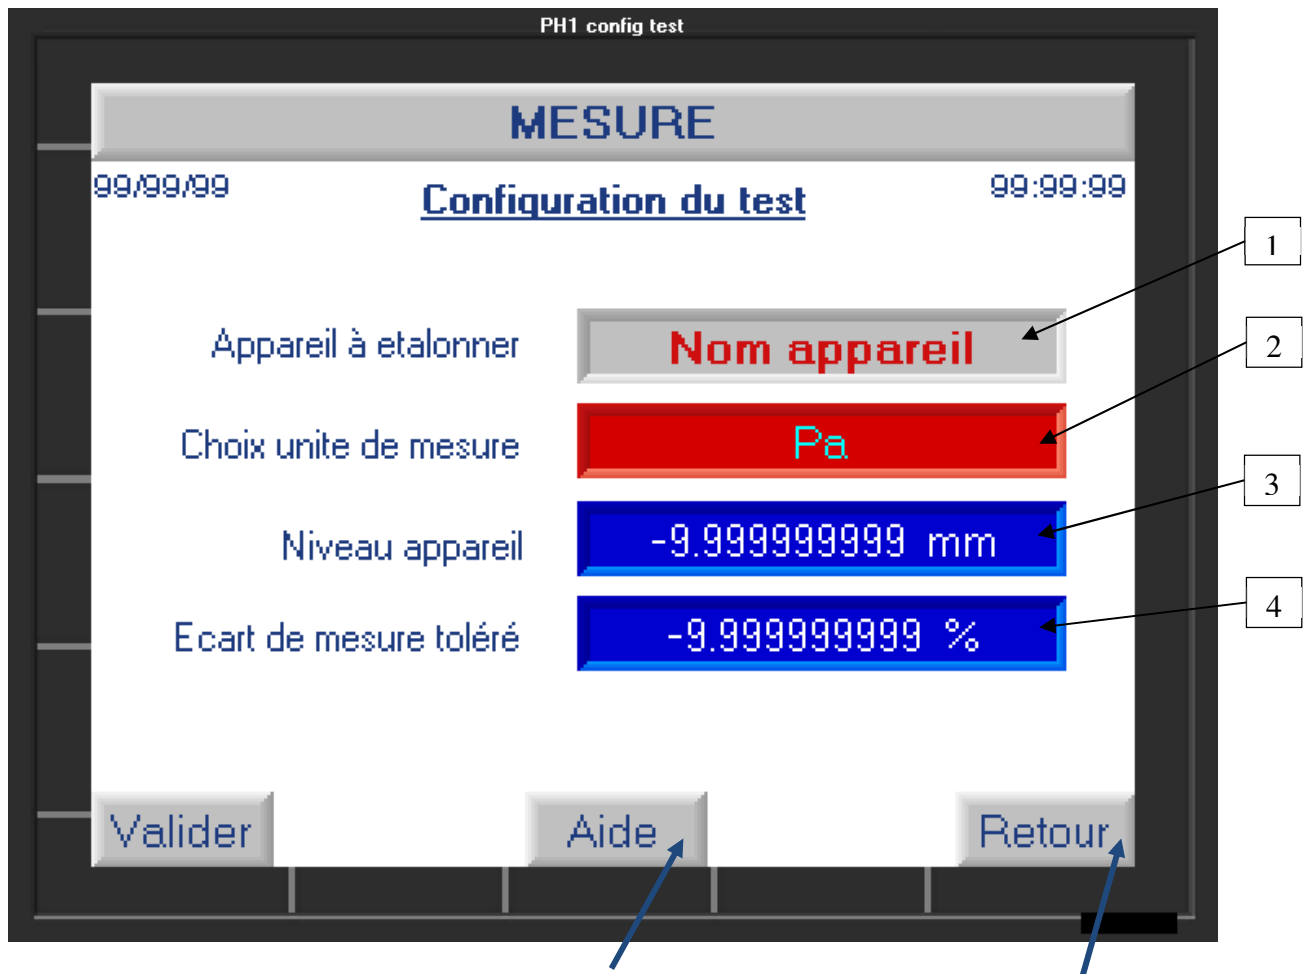 PH1 config test
MESURE
99/99/99
Configuration du test
99:99:99
1
Appareil à etalonner
Nom appareil
2
Choix unite de mesure
Pa
3
Niveau appareil
-9.999999999 mm
4
Ecart de mesure toléré
-9.999999999 %
Valider
Aide
Retour